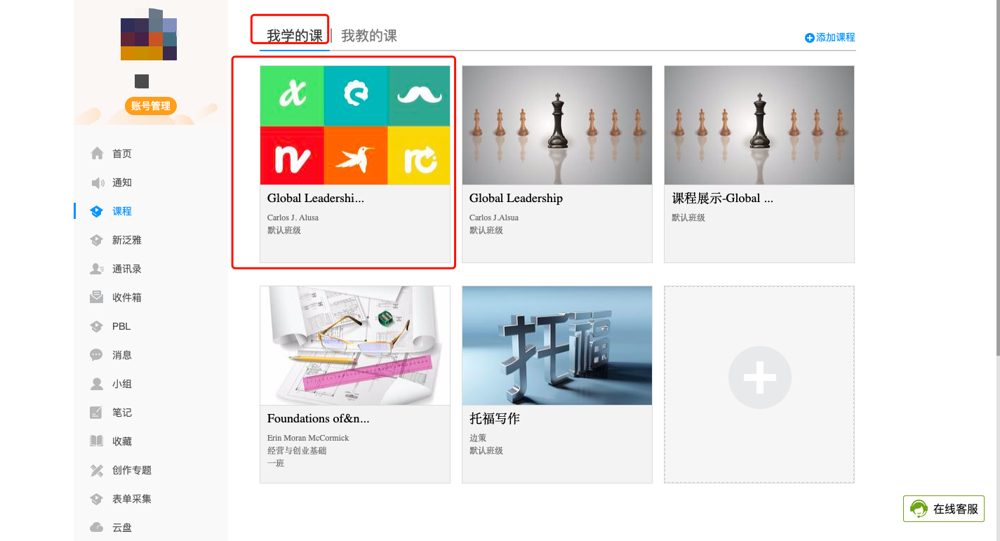 账号管理
首页
通知
课程
新泛雅
通讯录
收件箱
PBL
消息
小组
笔记
收藏
创作专题
表单采集
云盘
我学的课 | 我教的课
添加课程
Global Leadershi...
Carlos J. Alusa
默认班级
Global Leadership
Carlos J.Alsua
默认班级
课程展示-Global ...
默认班级
Foundations of&n...
Erin Moran McCormick
经营与创业基础
一班
托福
托福写作
边策
默认班级
在线客服